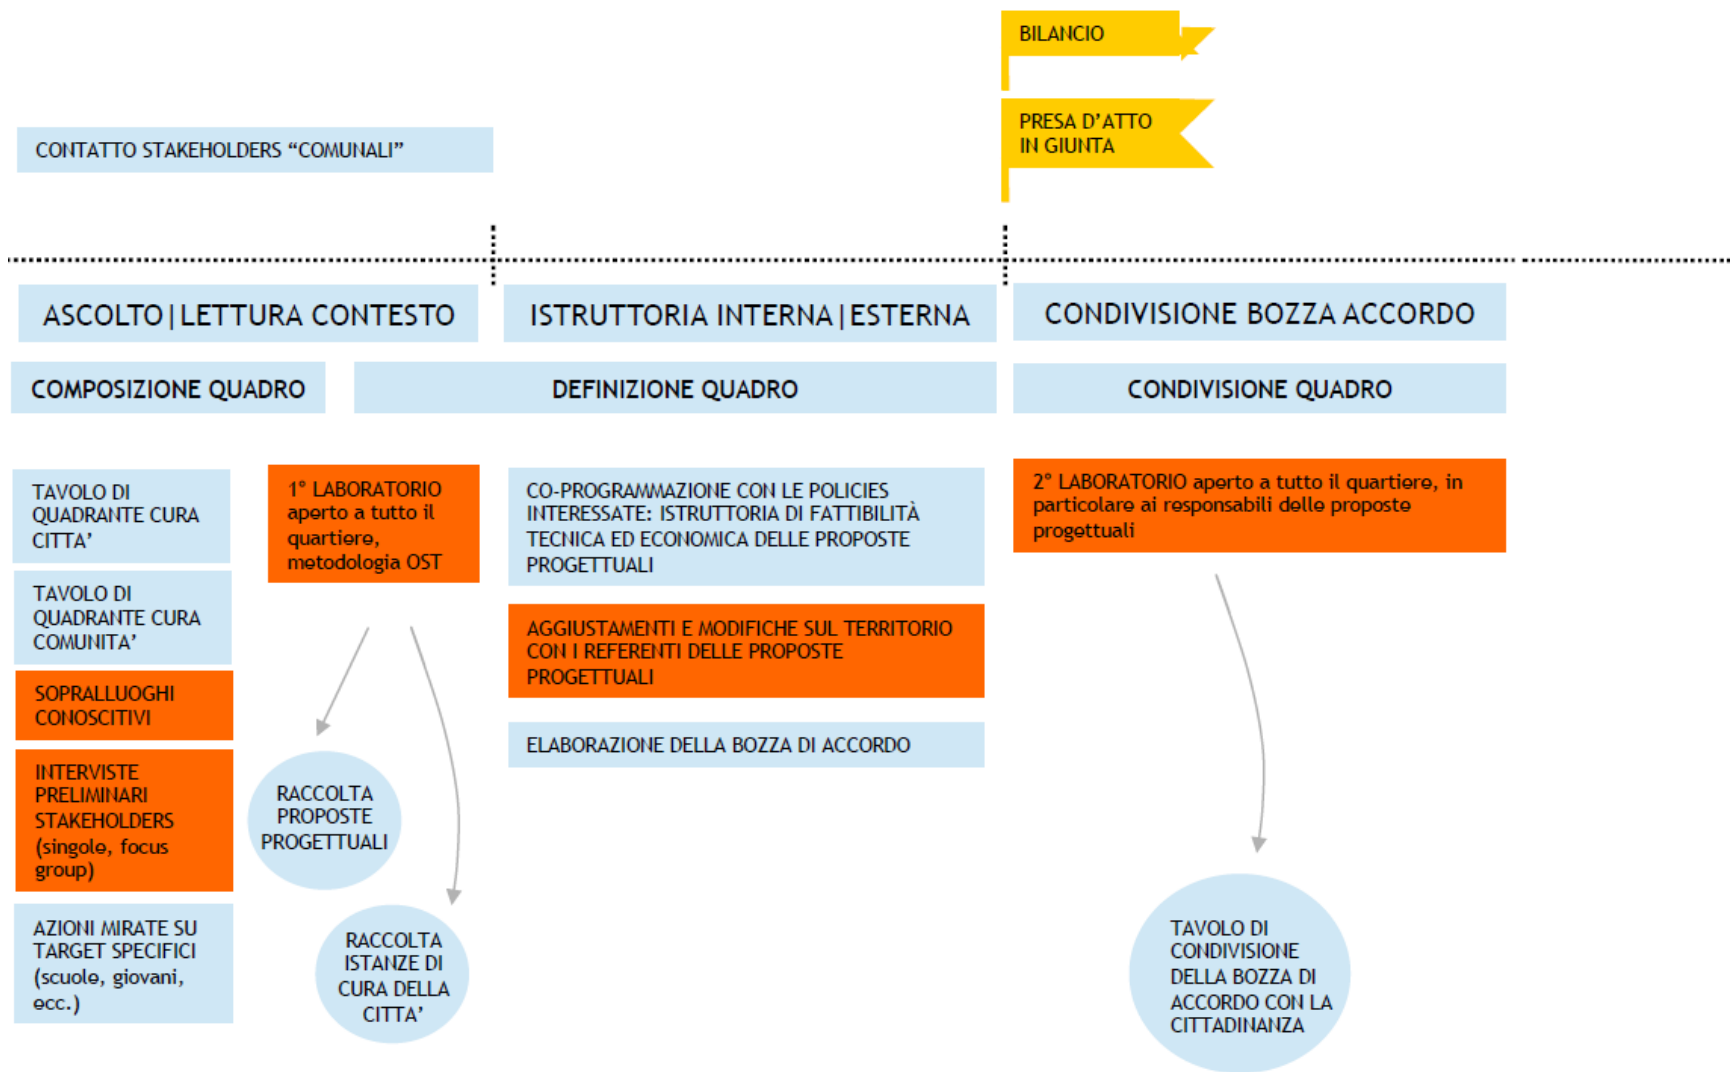 BILANCIO
PRESA D'ATTO
IN GIUNTA
CONTATTO STAKEHOLDERS “COMUNALI”
ASCOLTO|LETTURA CONTESTO
ISTRUTTORIA INTERNA|ESTERNA
CONDIVISIONE BOZZA ACCORDO
COMPOSIZIONE QUADRO
DEFINIZIONE QUADRO
CONDIVISIONE QUADRO
TAVOLO DI
QUADRANTE CURA
CITTA’
TAVOLO DI
QUADRANTE CURA
COMUNITA’
SOPRALLUOGHI
CONOSCITIVI
INTERVISTE
PRELIMINARI
STAKEHOLDERS
(singole, focus
group)
AZIONI MIRATE SU
TARGET SPECIFICI
(scuole, giovani,
ecc.)
1° LABORATORIO
aperto a tutto il
quartiere,
metodologia OST
RACCOLTA
PROPOSTE
PROGETTUALI
RACCOLTA
ISTANZE DI
CURA DELLA
CITTA’
CO-PROGRAMMAZIONE CON LE POLICIES
INTERESSATE: ISTRUTTORIA DI FATTIBILITÀ
TECNICA ED ECONOMICA DELLE PROPOSTE
PROGETTUALI
AGGIUSTAMENTI E MODIFICHE SUL TERRITORIO
CON I REFERENTI DELLE PROPOSTE
PROGETTUALI
ELABORAZIONE DELLA BOZZA DI ACCORDO
2° LABORATORIO aperto a tutto il quartiere, in
particolare ai responsabili delle proposte
progettuali
TAVOLO DI
CONDIVISIONE
DELLA BOZZA DI
ACCORDO CON LA
CITTADINANZA